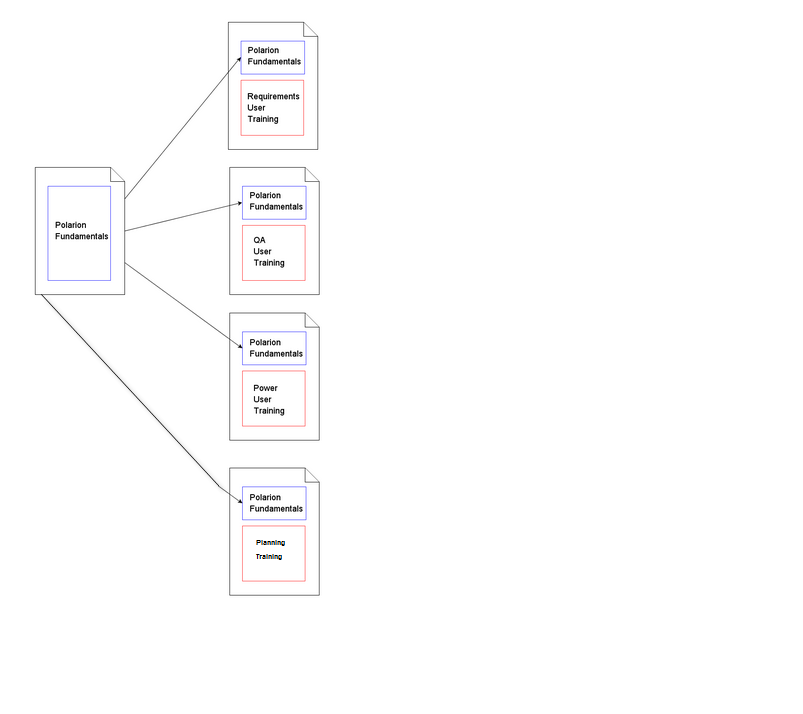 Polarion
Fundamentals
Requirements
User
Training
Polarion
Fundamentals
Polarion
Fundamentals
QA
User
Training
Polarion
Fundamentals
Power
User
Training
Polarion
Fundamentals
Planning
Training